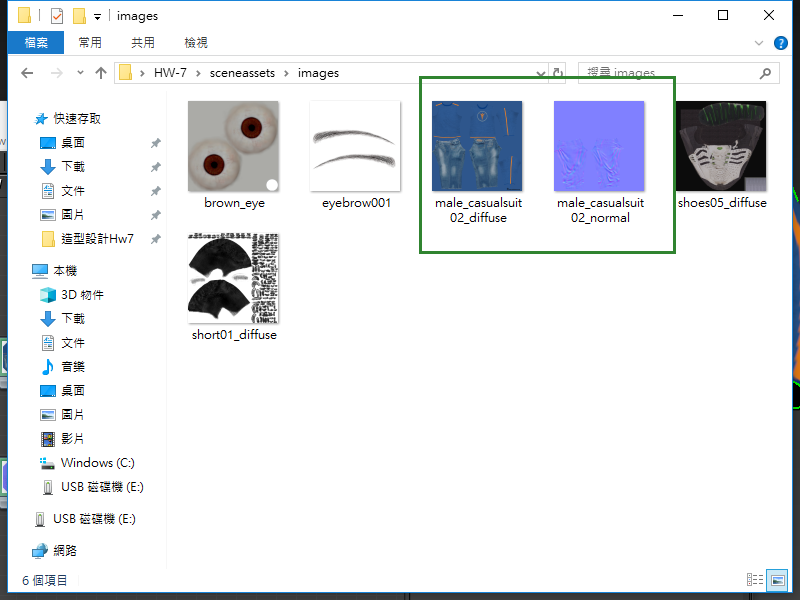 images
檔案
常用
共用
檢視
HW-7
sceneassets
images
搜尋 images
快速存取
桌面
下載
文件
圖片
造型設計Hw7
本機
3D 物件
下載
文件
音樂
桌面
圖片
影片
Windows (C:)
USB 磁碟機 (E:)
USB 磁碟機 (E:)
網路
brown_eye
eyebrow001
male_casualsuit
02_diffuse
male_casualsuit
02_normal
shoes05_diffuse
short01_diffuse
6 個項目